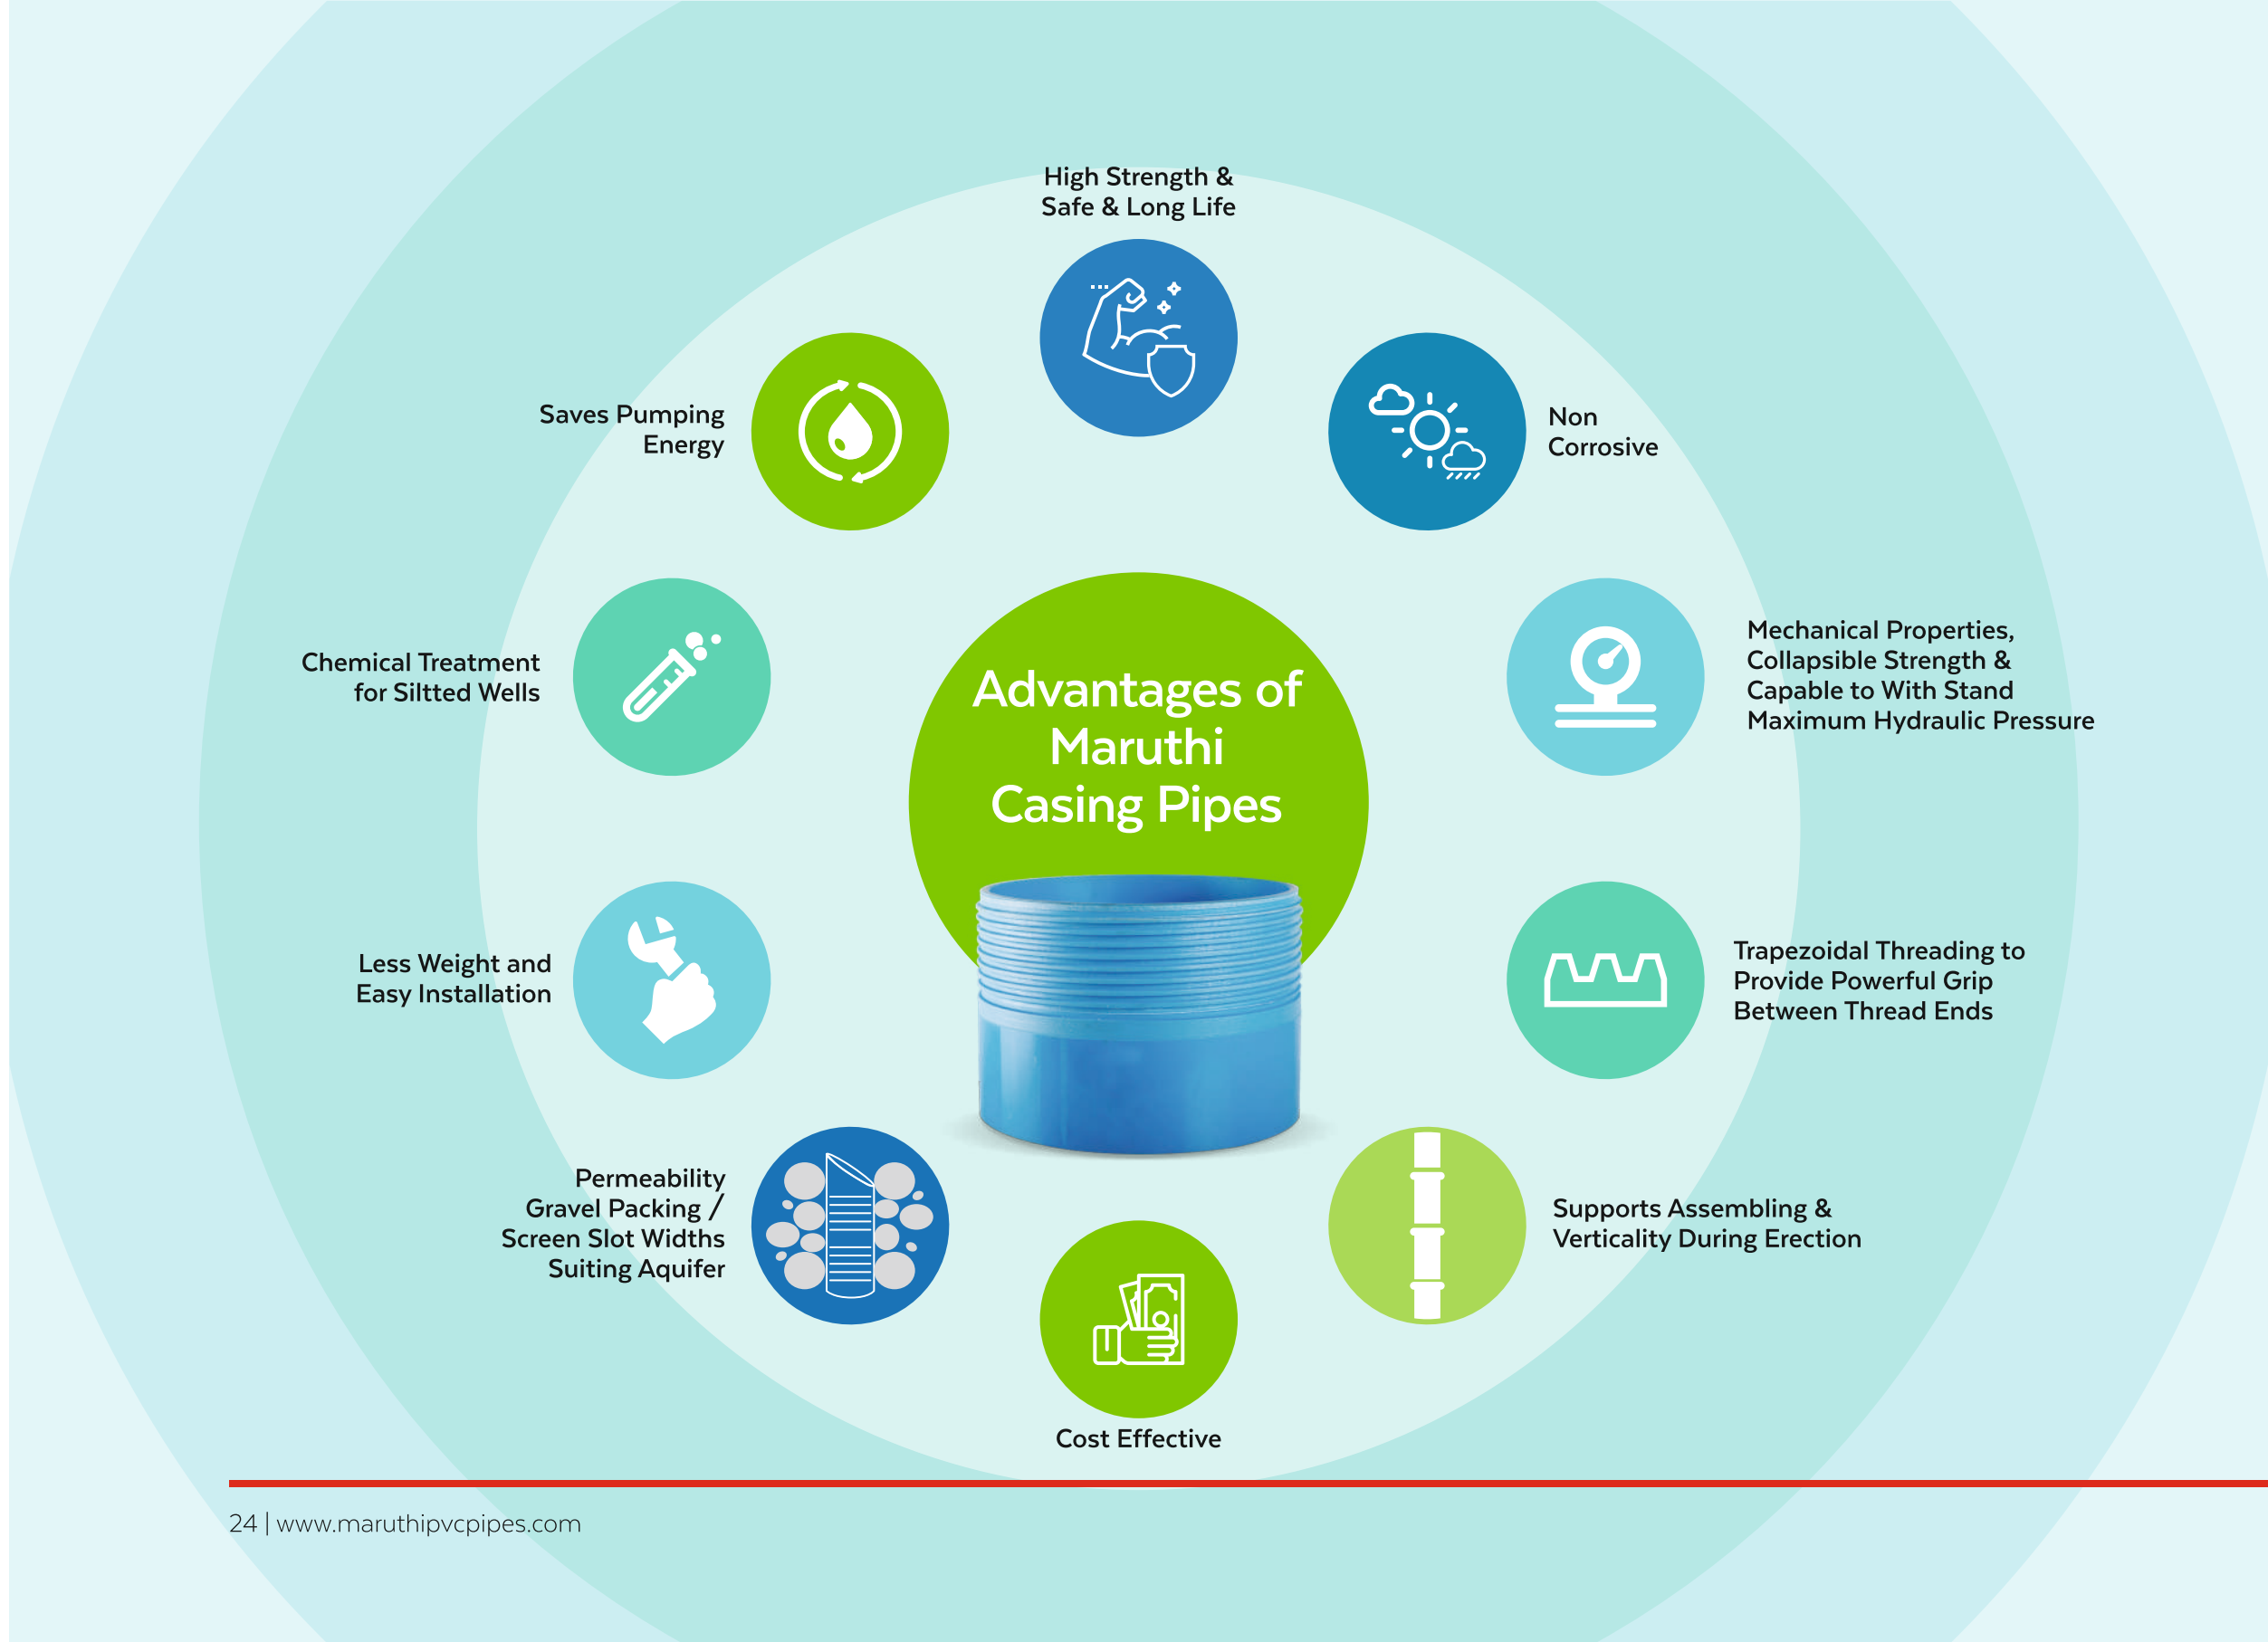 High Strength &
Safe & Long Life
Saves Pumping
Energy
Non
Corrosive
Chemical Treatment
for Siltted Wells
Mechanical Properties,
Collapsible Strength &
Capable to With Stand
Maximum Hydraulic Pressure
Advantages of
Maruthi
Casing Pipes
Less Weight and
Easy Installation
Trapezoidal Threading to
Provide Powerful Grip
Between Thread Ends
Permeability
Gravel Packing /
Screen Slot Widths
Suiting Aquifer
Supports Assembling &
Verticality During Erection
Cost Effective
24 | www.maruthipvcpipes.com